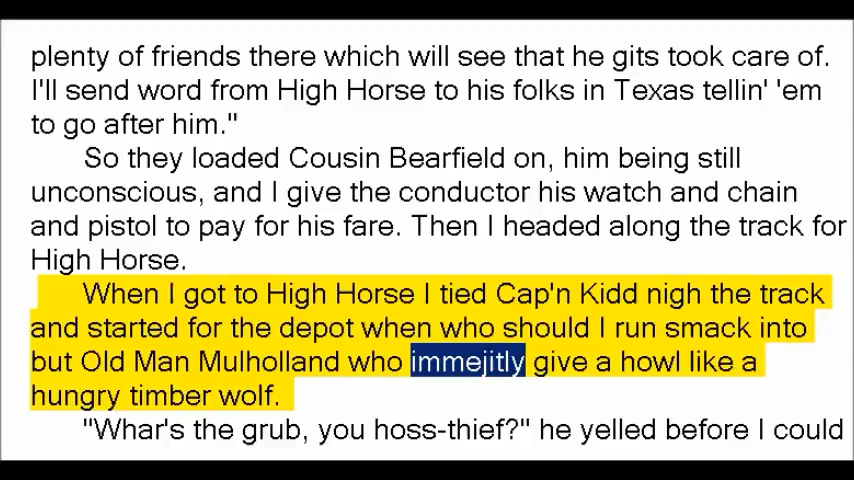 plenty of friends there which will see that he gits took care of.
I'll send word from High Horse to his folks in Texas tellin' 'em
to go after him."
So they loaded Cousin Bearfield on, him being still
unconscious, and I give the conductor his watch and chain
and pistol to pay for his fare. Then I headed along the track for
High Horse.
When I got to High Horse I tied Cap'n Kidd nigh the track
and started for the depot when who should I run smack into
but Old Man Mulholland who immejitly give a howl like a
hungry timber wolf.
"Whar's the grub, you hoss-thief?" he yelled before I could